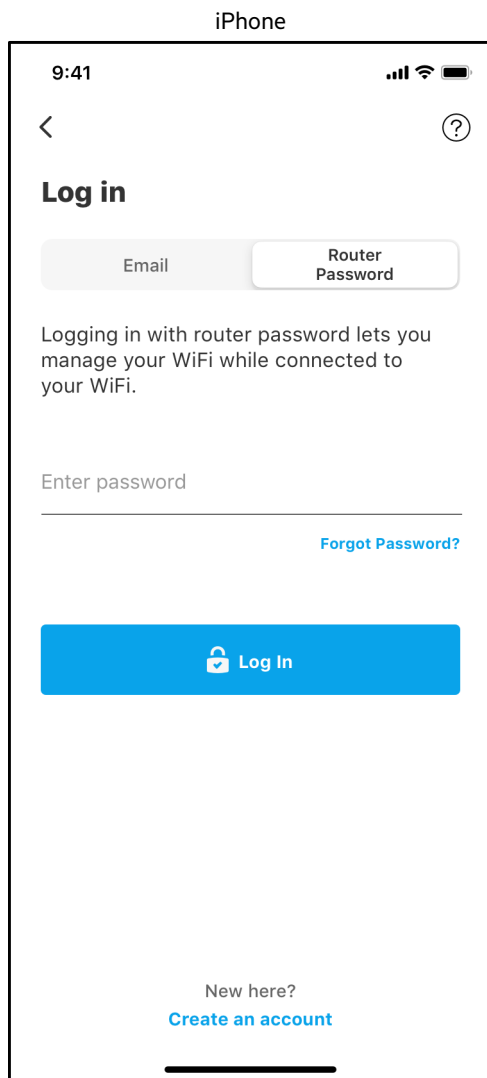 iPhone
9:41
?
Log in
Email
Router
Password
Logging in with router password lets you
manage your WiFi while connected to
your WiFi.
Enter password
Forgot Password?
Log In
New here?
Create an account